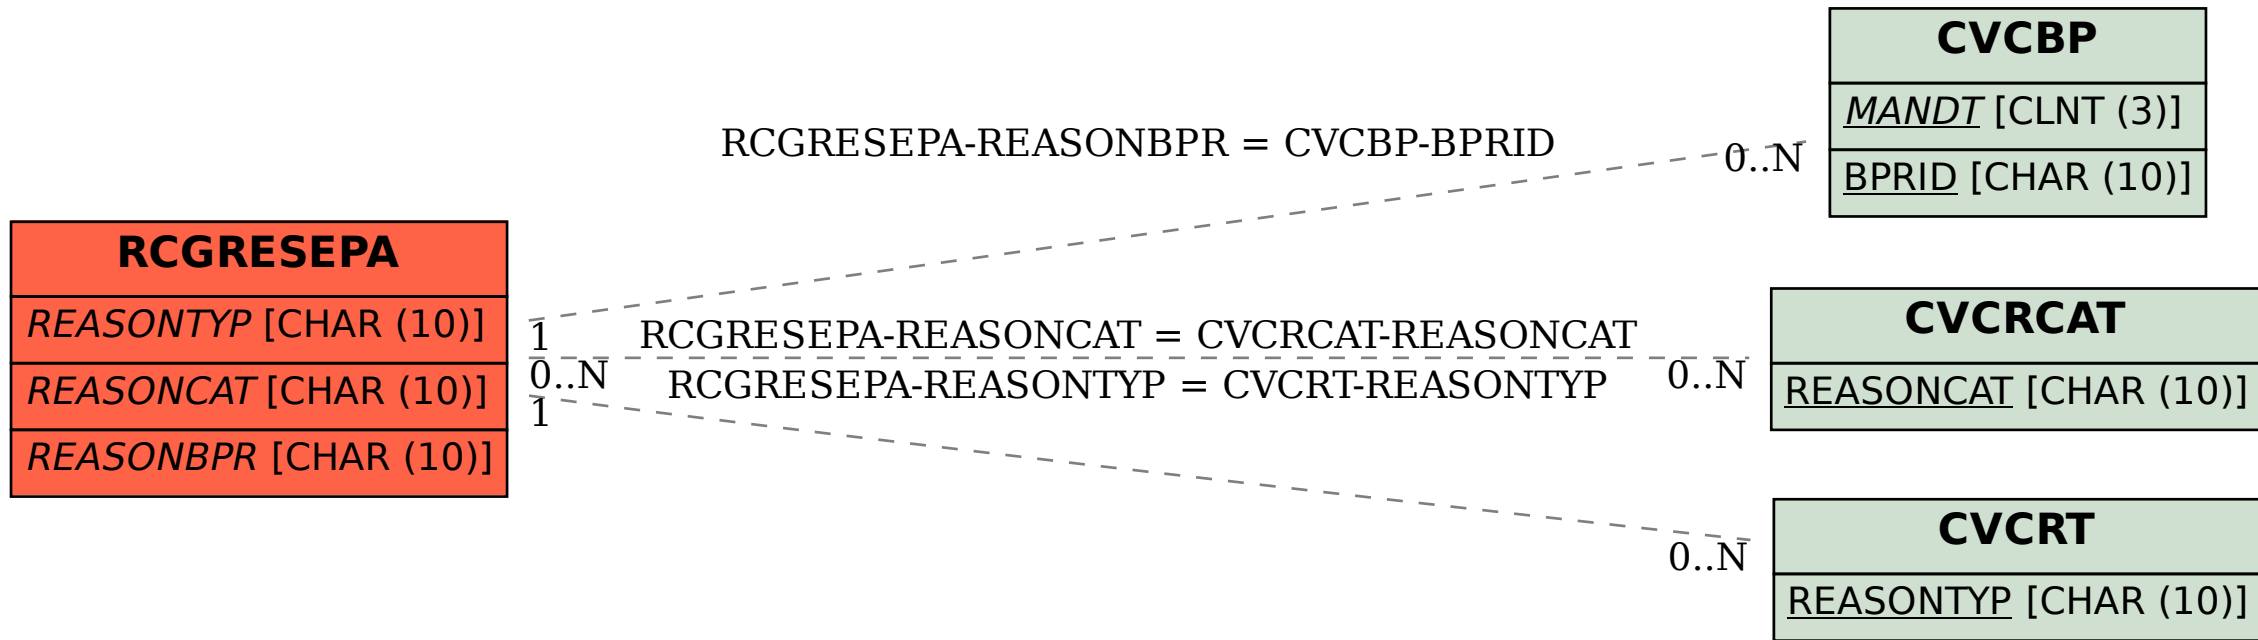 CVCBP
MANDT [CLNT (3)]
BPRID [CHAR (10)]
RCGRESEPA-REASONBPR = CVCBP-BPRID
0..N
RCGRESEPA
REASONTYP [CHAR (10)]
REASONCAT [CHAR (10)]
REASONBPR [CHAR (10)]
1
RCGRESEPA-REASONCAT = CVCRCAT-REASONCAT
0..N
0..N
RCGRESEPA-REASONTYP = CVCRT-REASONTYP
1
0..N
CVCRCAT
REASONCAT [CHAR (10)]
CVCRT
REASONTYP [CHAR (10)]